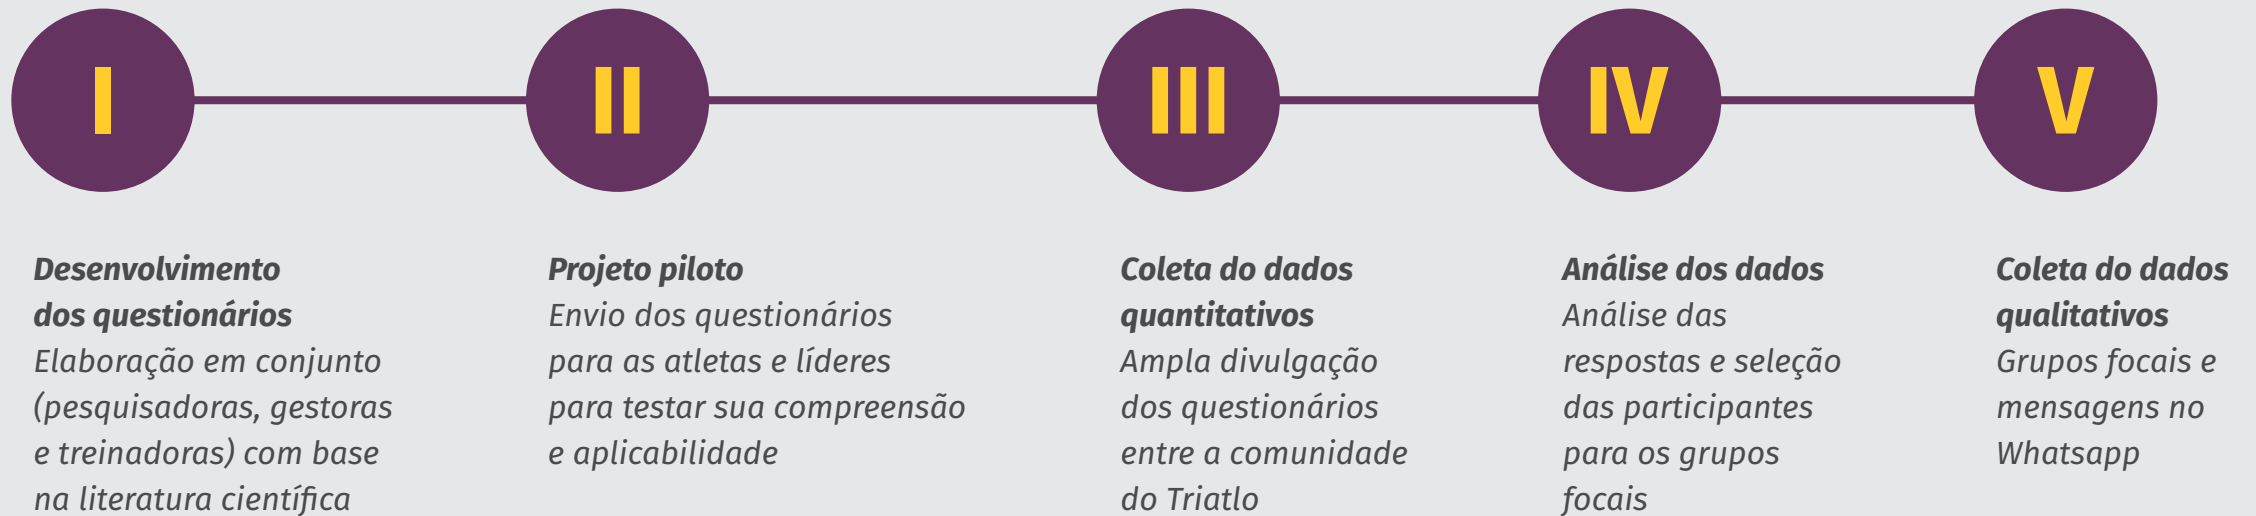 I
II
III
IV
V
Desenvolvimento
dos questionários
Elaboração em conjunto
(pesquisadoras, gestoras
e treinadoras) com base
na literatura científica
Projeto piloto
Envio dos questionários
para as atletas e líderes
para testar sua compreensão
e aplicabilidade
Coleta do dados
quantitativos
Ampla divulgação
dos questionários
entre a comunidade
do Triatlo
Análise dos dados
Análise das
respostas e seleção
das participantes
para os grupos
focais
Coleta do dados
qualitativos
Grupos focais e
mensagens no
Whatsapp